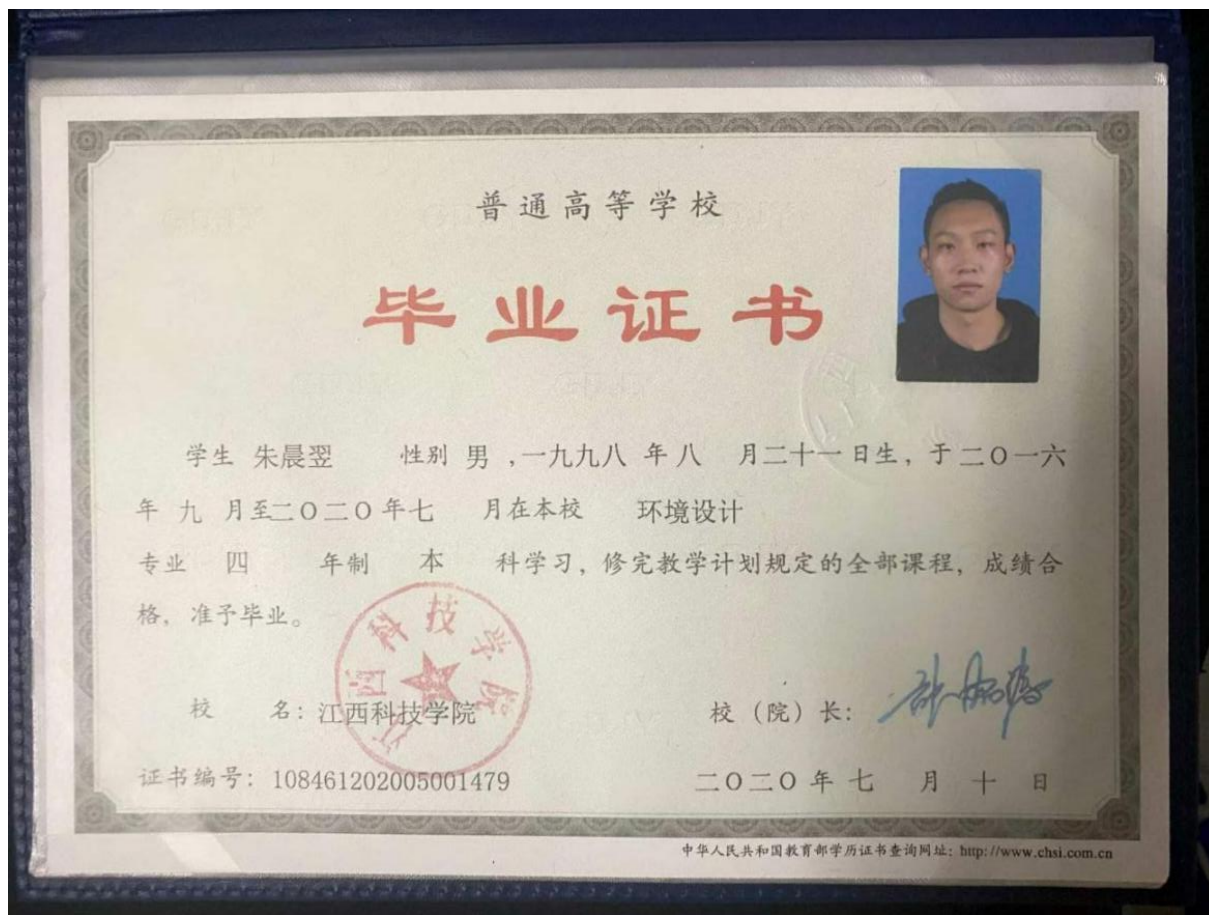 普通高等学校
毕业证书
学生 朱晨翌 性别 男 ,一九九八 年 八 月二十一日生，于二〇一六
年 九 月至二〇二〇年七 月在本校 环境设计
专业 四 年制 本 科学习，修完教学计划规定的全部课程，成绩合
格，准予毕业。
江西科技学院
校 名：江西科技学院 校（院）长：
证书编号：108461202005001479 二〇二〇年七 月 十 日
中华人民共和国教育部学历证书查询网址：http://www.chsi.com.cn